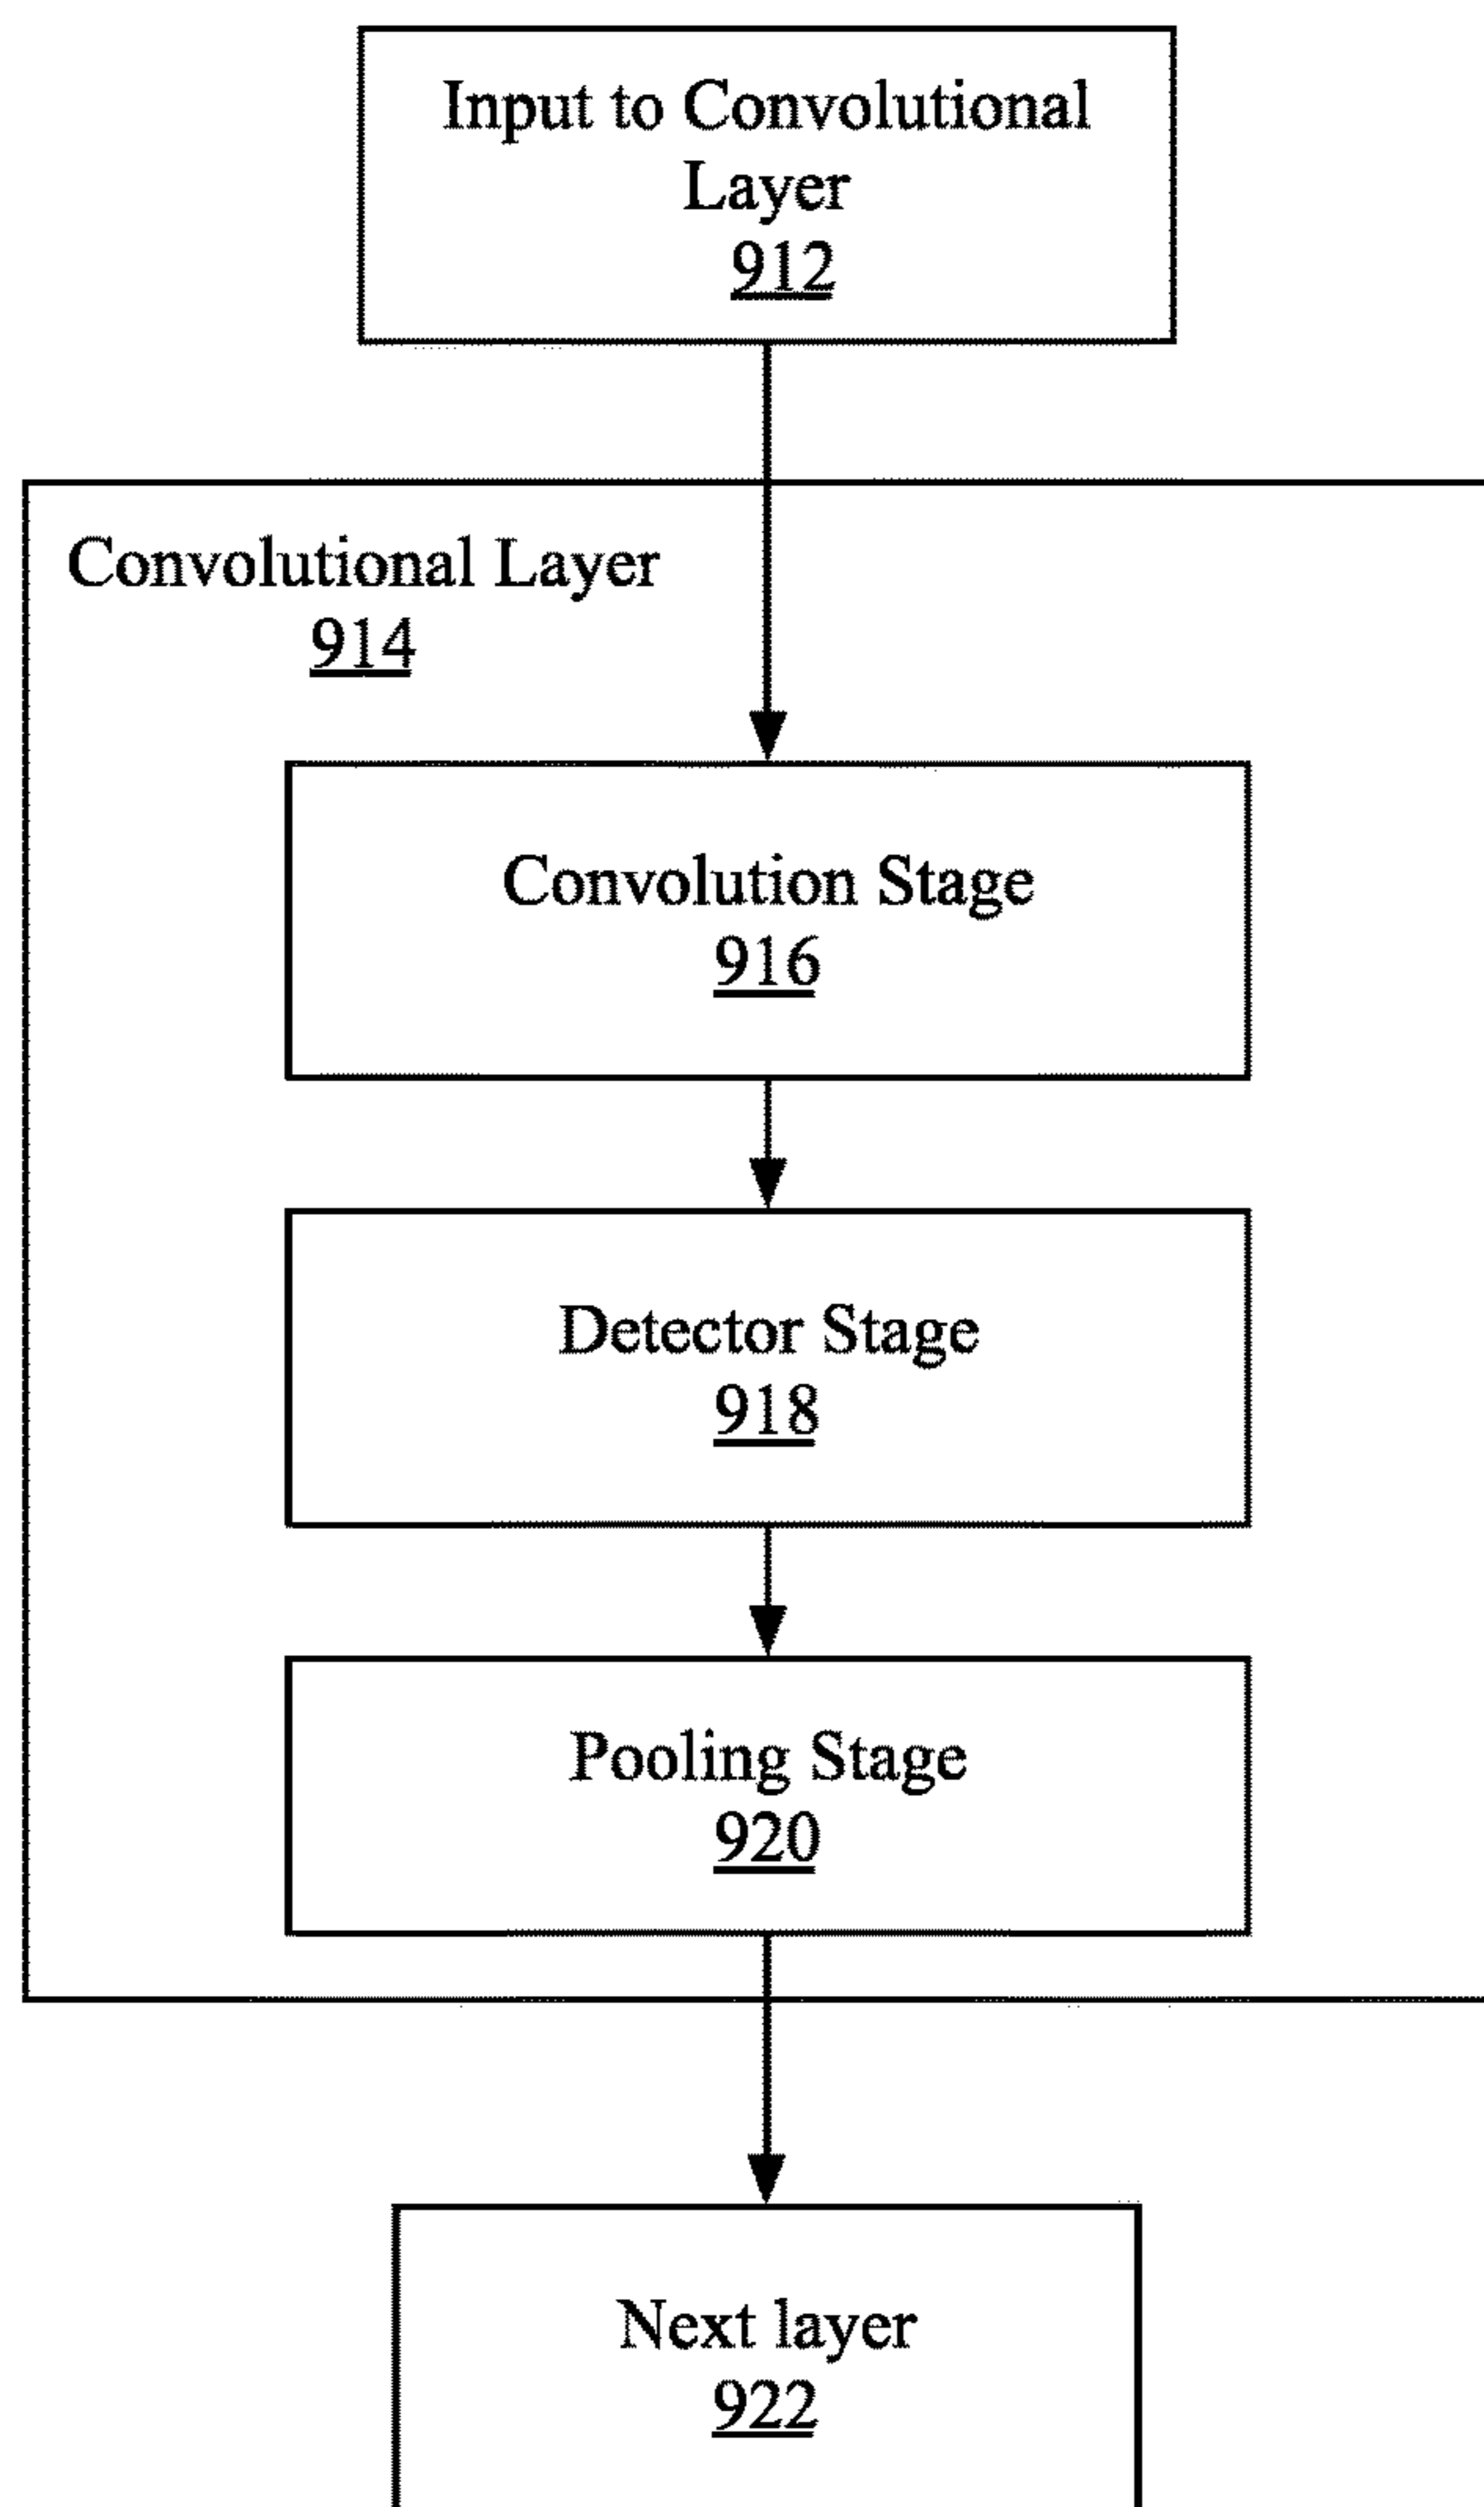 Input to Convolutional
Layer
912
Convolutional Layer
914
Convolution Stage
916
Detector Stage
918
Pooling Stage
920
Next layer
922